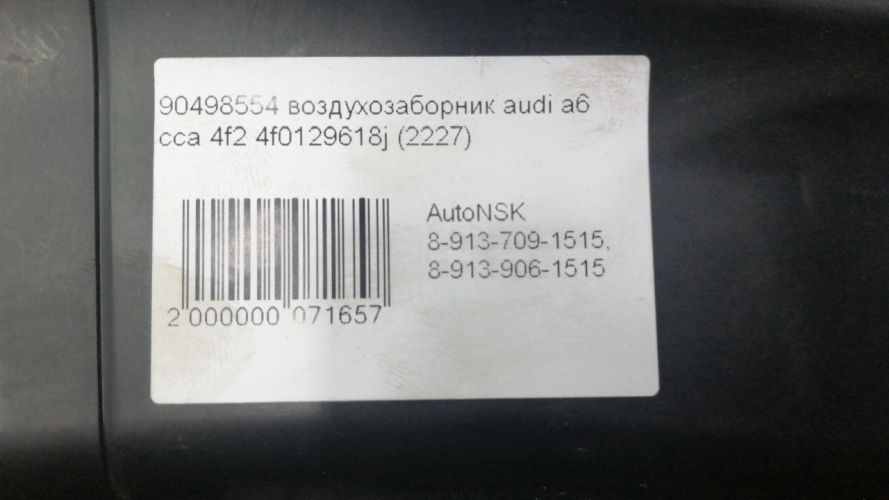 90498554 воздухозаборник audi a6
cca 4f2 4f0129618j (2227)
AutoNSK
8-913-709-1515,
8-913-906-1515
2 000000 071657